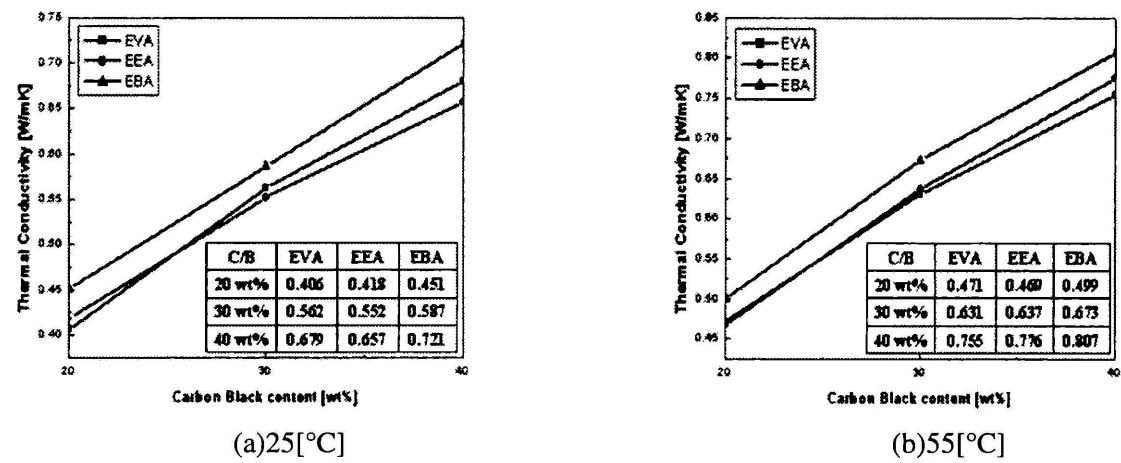 0.75
0.70
0.65
0.60
0.55
0.50
0.45
0.40
Thermal Conductivity [W/mK]
EVA
EEA
EBA
C/B EVA EEA EBA
20 wt% 0.406 0.418 0.451
30 wt% 0.562 0.552 0.587
40 wt% 0.679 0.657 0.721
20 30 40
Carbon Black content [wt%]
(a)25[°C]
0.85
0.80
0.75
0.70
0.65
0.60
0.55
0.50
0.45
Thermal Conductivity [W/mK]
EVA
EEA
EBA
C/B EVA EEA EBA
20 wt% 0.471 0.469 0.499
30 wt% 0.631 0.637 0.673
40 wt% 0.755 0.776 0.807
20 30 40
Carbon Black content [wt%]
(b)55[°C]